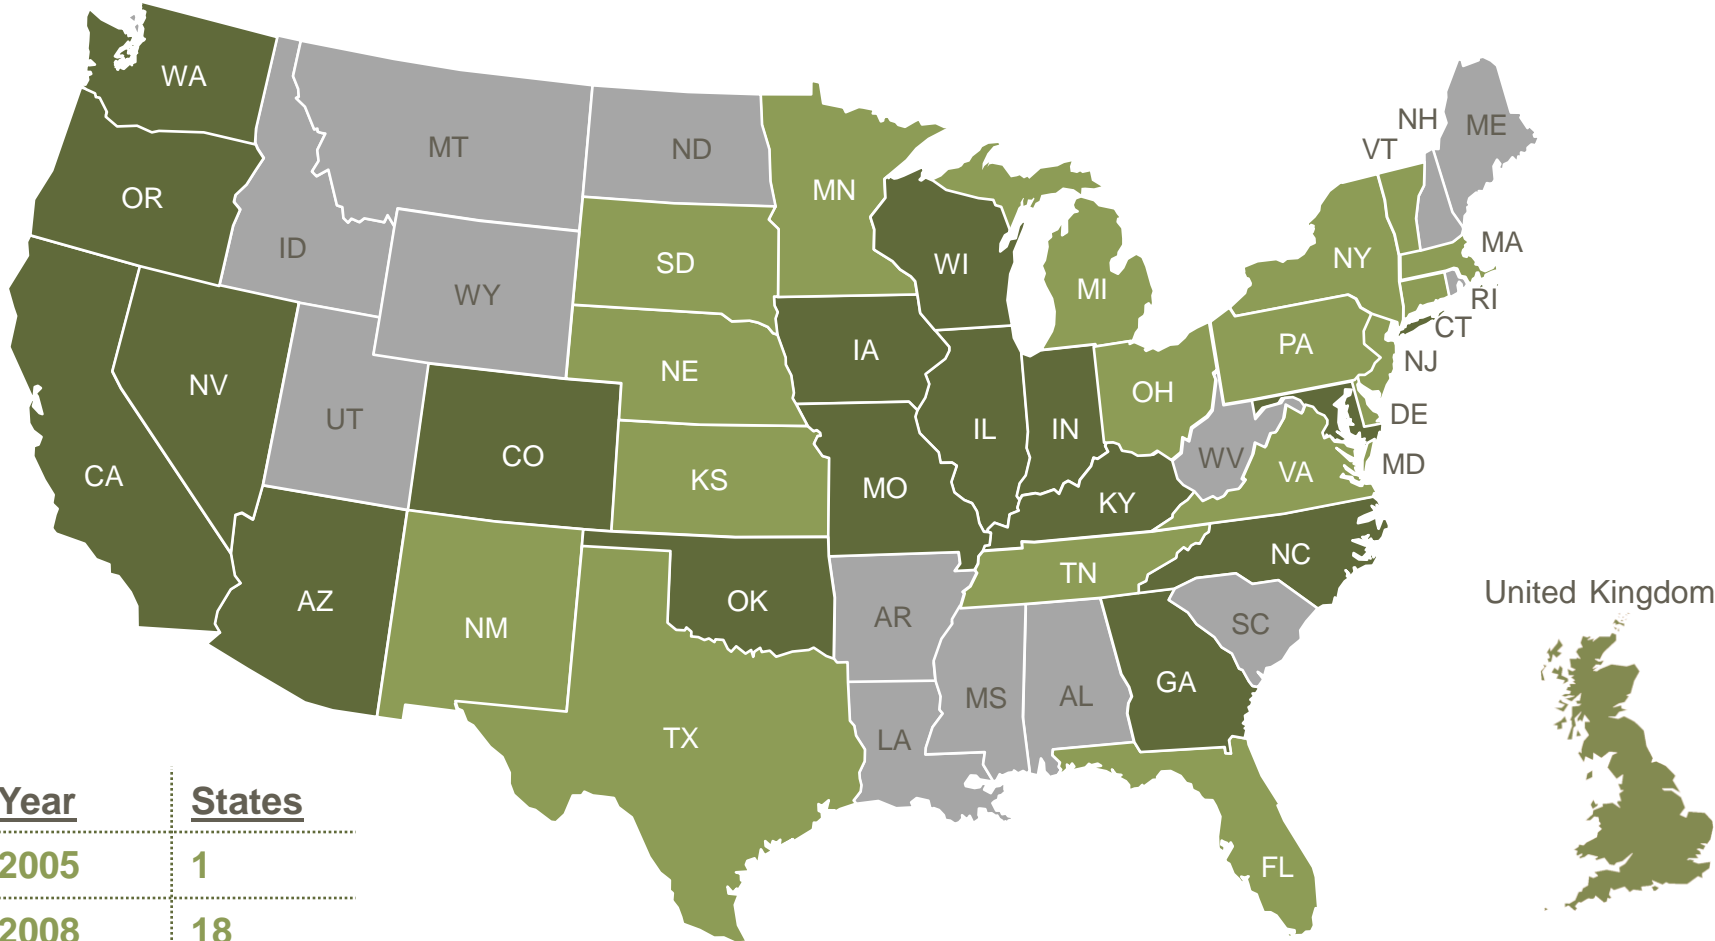 WA
MT
ND
NH
ME
VT
OR
MN
ID
SD
WI
NY
MA
WY
MI
RI
CT
IA
PA
NJ
NV
NE
OH
UT
DE
IL
IN
CO
WV
MD
CA
KS
MO
VA
KY
NC
TN
AZ
OK
United Kingdom
AR
NM
SC
GA
MS
AL
TX
LA
Year States
2005 1
FL
2008 18